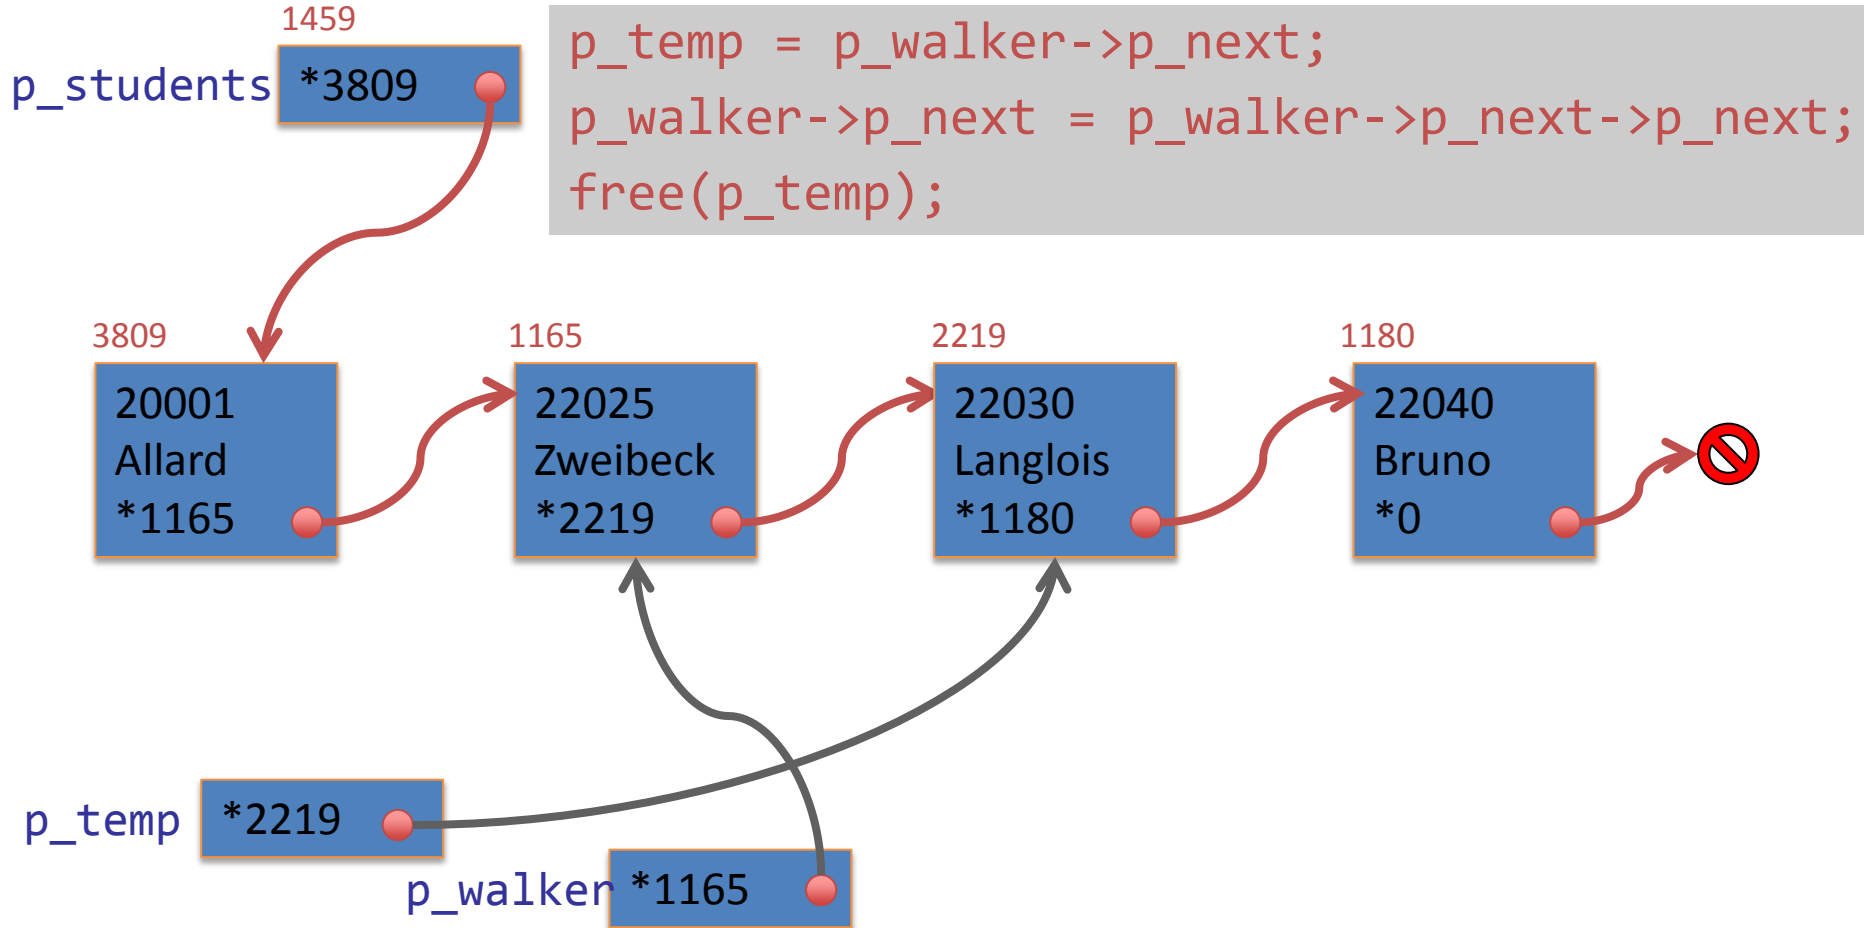 1459
p_students *3809
p_temp = p_walker->p_next;
p_walker->p_next = p_walker->p_next->p_next;
free(p_temp);
3809
20001
Allard
*1165
1165
22025
Zweibeck
*2219
2219
22030
Langlois
*1180
1180
22040
Bruno
*0
p_temp *2219
p_walker *1165